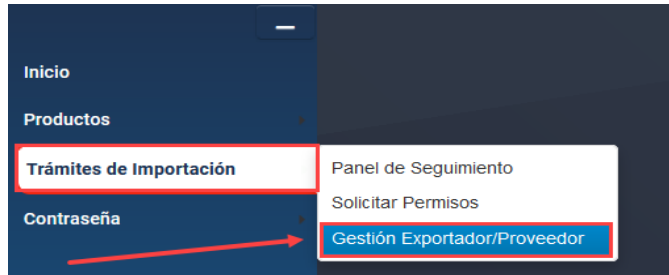 Inicio
Productos
Trámites de Importación
Panel de Seguimiento
Solicitar Permisos
Gestión Exportador/Proveedor
Contraseña